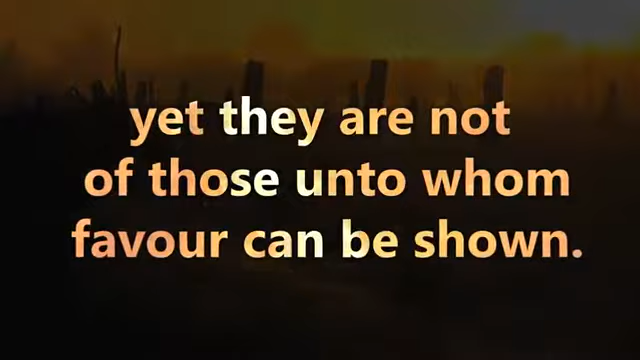 yet they are not
of those unto whom
favour can be shown.